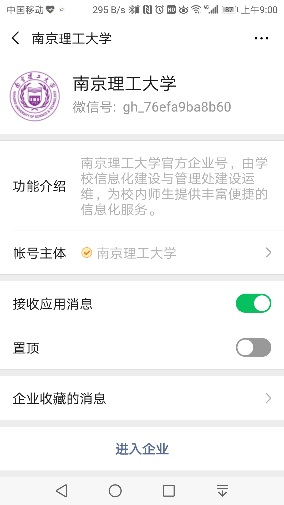 中国移动
295 B/s
上午9:00
南京理工大学
南京理工大学
微信号: gh_76efa9ba8b60
功能介绍
南京理工大学官方企业号，由学
校信息化建设与管理处建设运
维，为校内师生提供丰富便捷的
信息化服务。
帐号主体
南京理工大学
接收应用消息
置顶
企业收藏的消息
进入企业